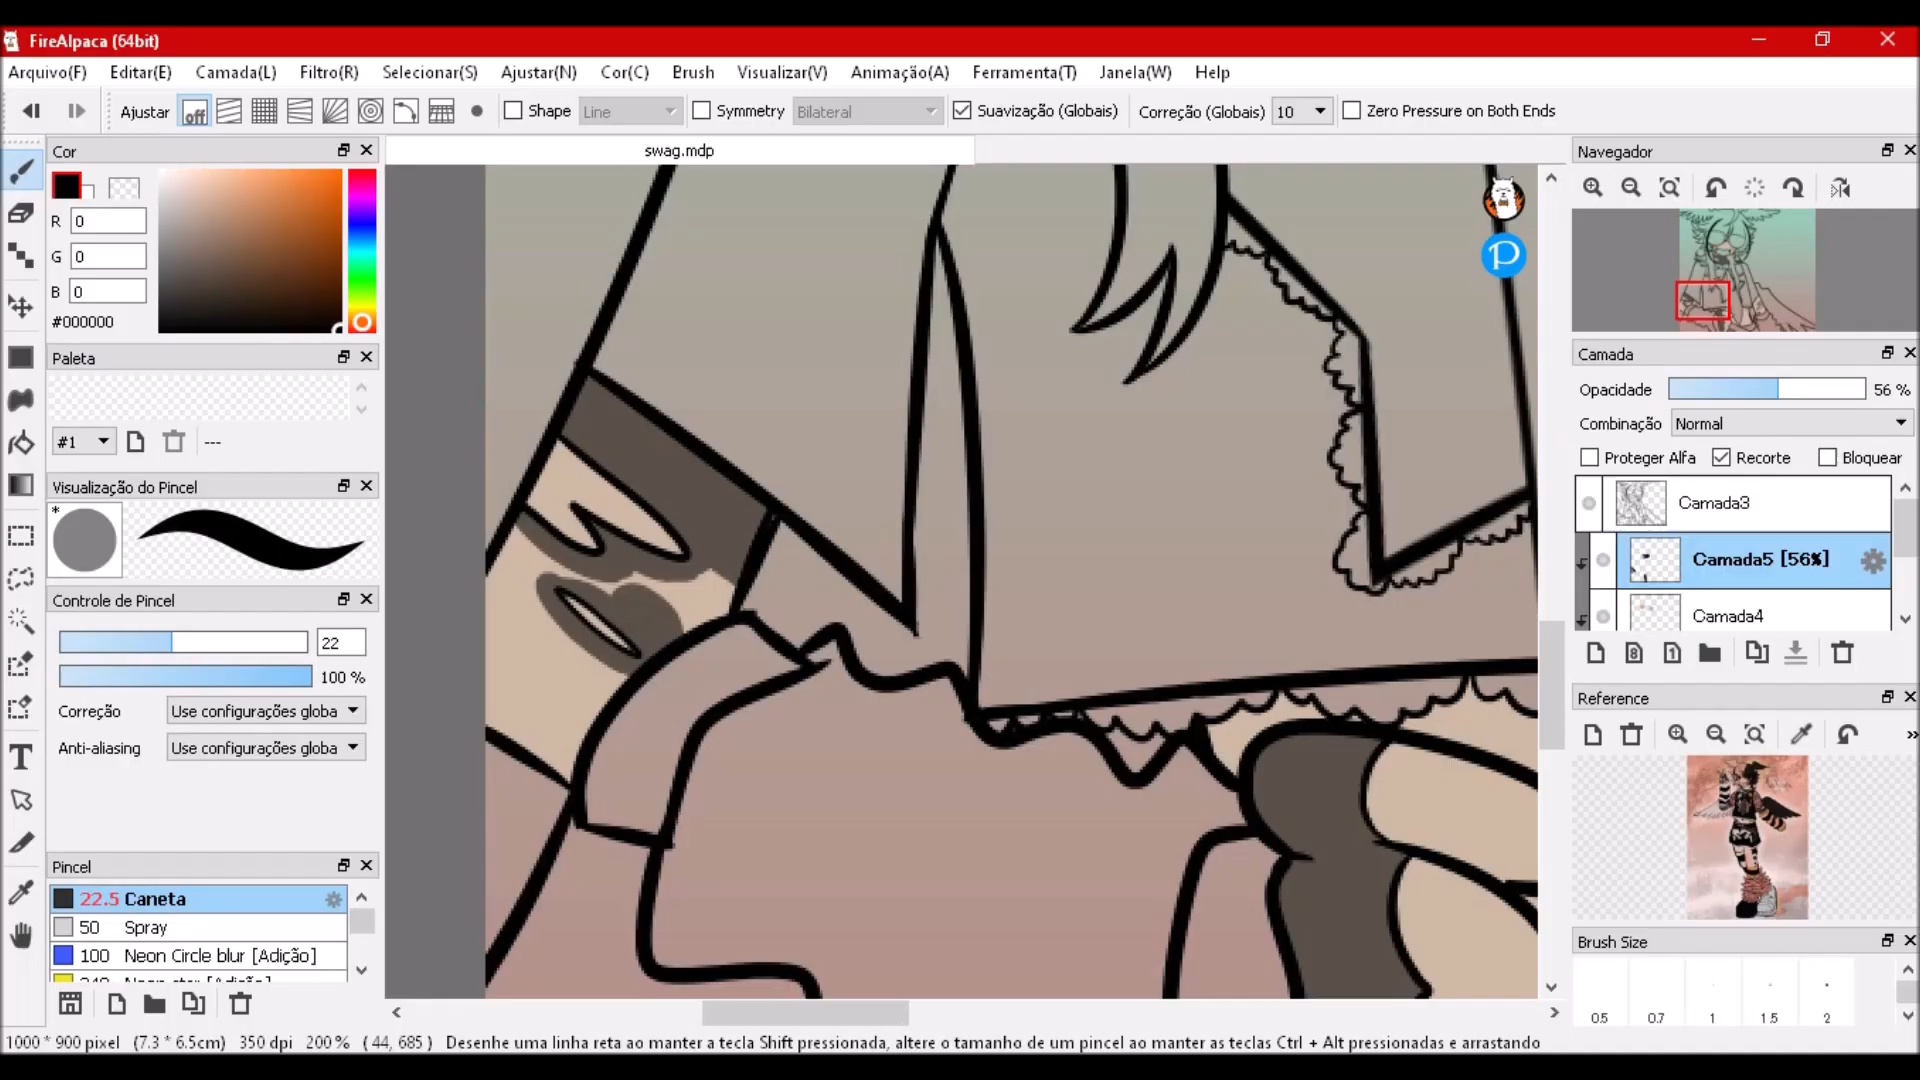 FireAlpaca (64bit)
Arquivo(F) Editar(E) Camada(L) Filtro(R) Selecionar(S) Ajustar(N) Cor(C) Brush Visualizar(V) Animação(A) Ferramenta(T) Janela(W) Help
Ajustar off Shape Line Symmetry Bilateral Suavização (Globais) Correção (Globais) 10 Zero Pressure on Both Ends
Cor
R 0
G 0
B 0
#000000
Paleta
#1 ---
Visualização do Pincel
*
Controle de Pincel
22
100 %
Correção Use configurações globa
Anti-aliasing Use configurações globa
Pincel
22.5 Caneta
50 Spray
100 Neon Circle blur [Adição]
swag.mdp
P
T
Navegador
Camada
Opacidade 56 %
Combinação Normal
Proteger Alfa Recorte Bloquear
Camada3
Camada5 [56%]
Camada4
8 1
Reference
Brush Size
0.5 0.7 1 1.5 2
1000 * 900 pixel (7.3 * 6.5cm) 350 dpi 200 % ( 44, 685 ) Desenhe uma linha reta ao manter a tecla Shift pressionada, altere o tamanho de um pincel ao manter as teclas Ctrl + Alt pressionadas e arrastando